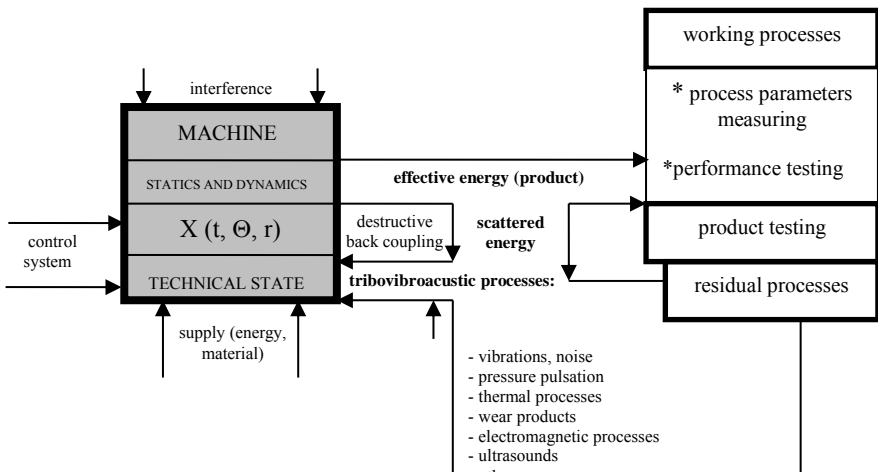 working processes
interference
* process parameters
measuring
MACHINE
*performance testing
effective energy (product)
STATICS AND DYNAMICS
X (t, Θ, r)
destructive
back coupling
scattered
energy
product testing
control
system
TECHNICAL STATE
tribovibroacustic processes:
residual processes
supply (energy,
material)
- vibrations, noise
- pressure pulsation
- thermal processes
- wear products
- electromagnetic processes
- ultrasounds